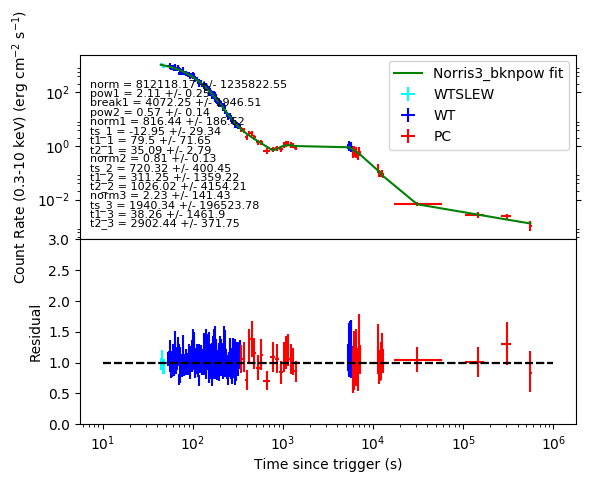 Count Rate (0.3-10 keV) (erg cm⁻² s⁻¹)
10²
10⁰
10⁻²
norm = 812118.17 +/- 1235822.55
pow1 = 2.11 +/- 0.25
break1 = 4072.25 +/-
pow2 = 0.57 +/- 0.14
norm1 = 816.44 +/-
ts_1 = -12.95 +/- 29.34
t1_1 = 79.5 +/- 71.65
t2_1 = 35.09 +/- 2.79
norm2 = 0.81 +/- 0.13
ts_2 = 720.32 +/- 400.45
t1_2 = 311.25 +/- 1359.22
t2_2 = 1026.02 +/- 4154.21
norm3 = 2.23 +/- 141.43
ts_3 = 1940.34 +/- 196523.78
t1_3 = 38.26 +/- 1461.9
t2_3 = 2902.44 +/- 371.75
Norris3_bknpow fit
WTSLEW
WT
PC
Residual
3.0
2.5
2.0
1.5
1.0
0.5
0.0
10¹ 10² 10³ 10⁴ 10⁵ 10⁶
Time since trigger (s)